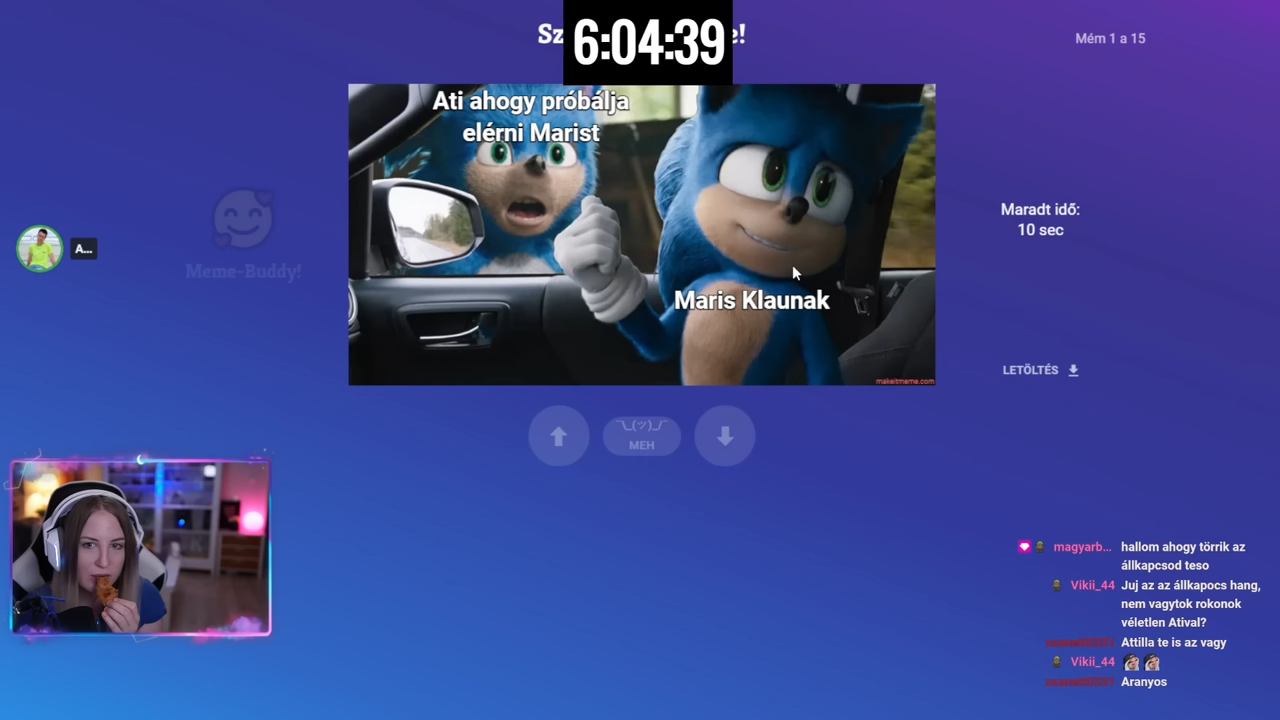 6:04:39
Mém 1 a 15
Ati ahogy próbálja
elérni Marist
Maris Klaunak
makeitmeme.com
Meme-Buddy!
A...
Maradt idő:
10 sec
LETÖLTÉS
¯\_(ツ)_/¯
MEH
magyarb... hallom ahogy törrik az
állkapcsod teso
Vikii_44 Juj az az állkapocs hang,
nem vagytok rokonok
véletlen Atival?
Attilla te is az vagy
Vikii_44
Aranyos